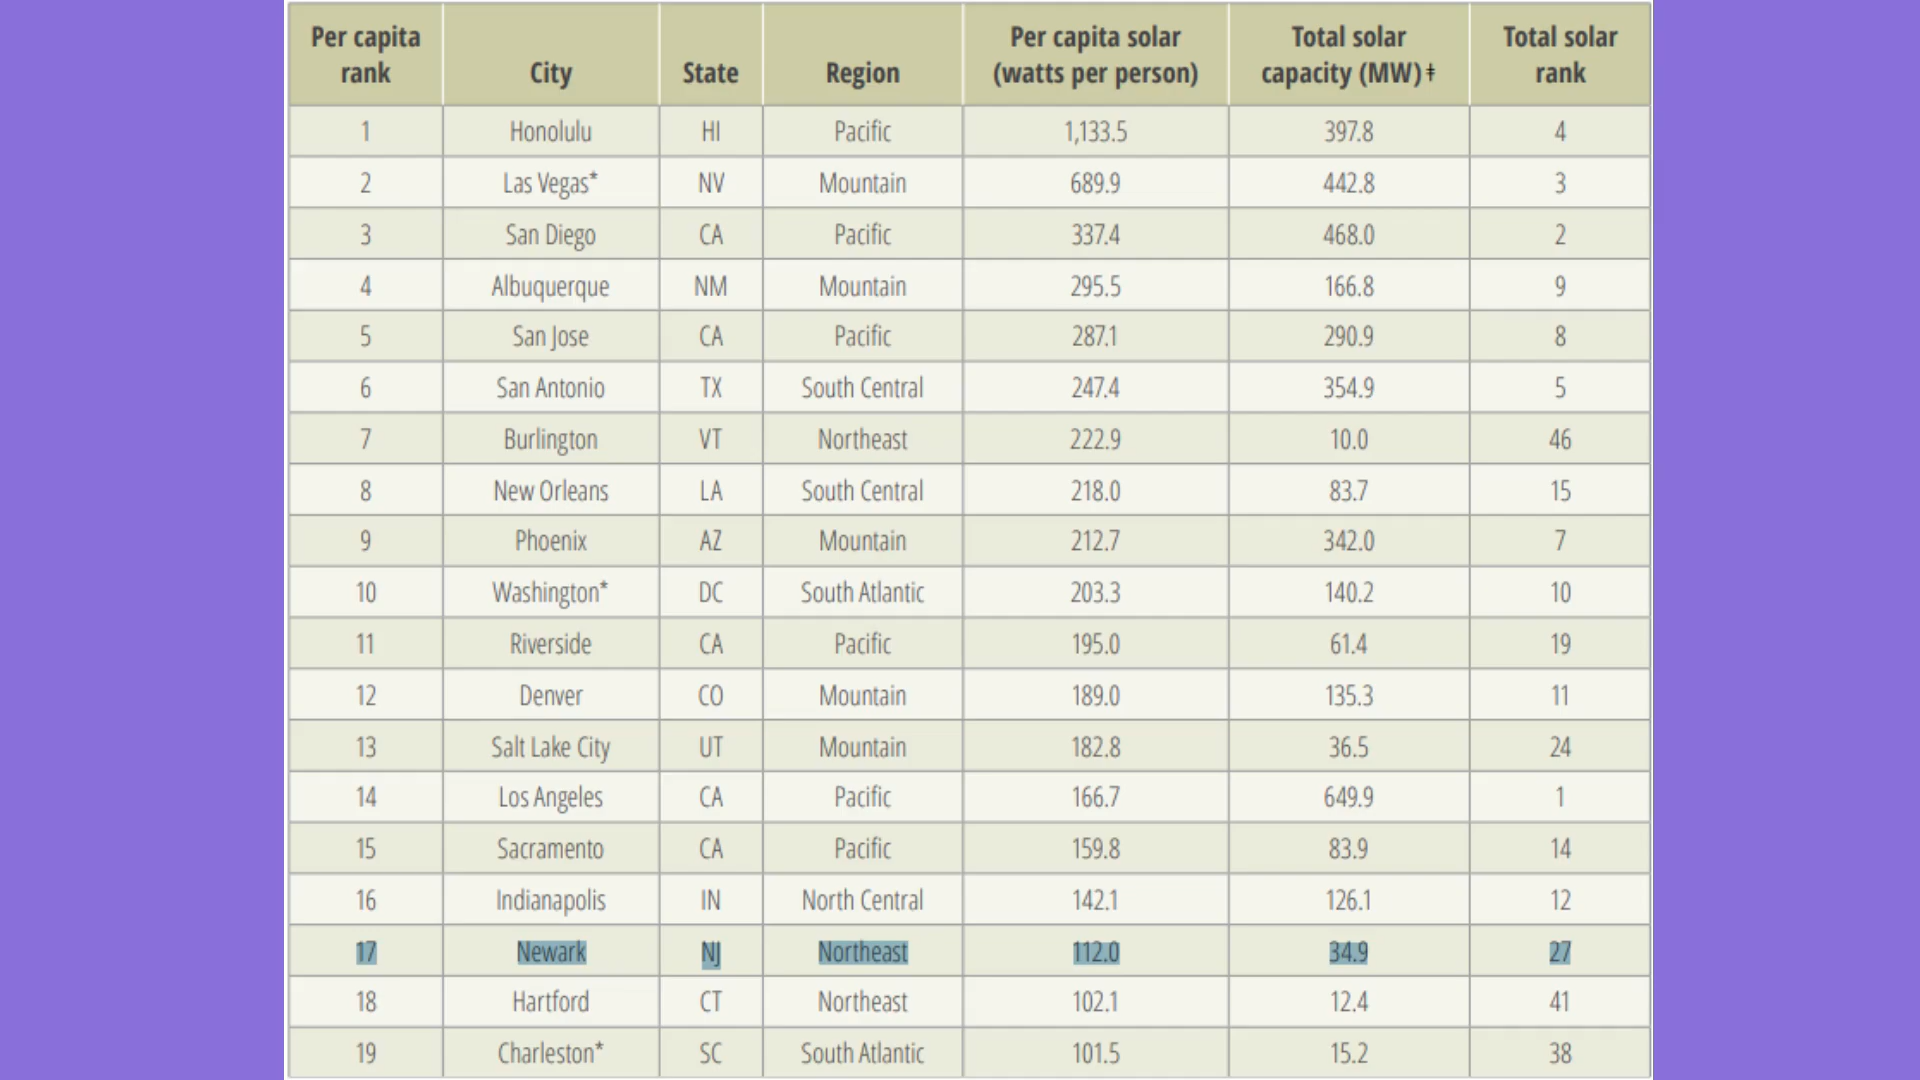 Per capita rank City State Region Per capita solar (watts per person) Total solar capacity (MW)ǂ Total solar rank
1 Honolulu HI Pacific 1,133.5 397.8 4
2 Las Vegas* NV Mountain 689.9 442.8 3
3 San Diego CA Pacific 337.4 468.0 2
4 Albuquerque NM Mountain 295.5 166.8 9
5 San Jose CA Pacific 287.1 290.9 8
6 San Antonio TX South Central 247.4 354.9 5
7 Burlington VT Northeast 222.9 10.0 46
8 New Orleans LA South Central 218.0 83.7 15
9 Phoenix AZ Mountain 212.7 342.0 7
10 Washington* DC South Atlantic 203.3 140.2 10
11 Riverside CA Pacific 195.0 61.4 19
12 Denver CO Mountain 189.0 135.3 11
13 Salt Lake City UT Mountain 182.8 36.5 24
14 Los Angeles CA Pacific 166.7 649.9 1
15 Sacramento CA Pacific 159.8 83.9 14
16 Indianapolis IN North Central 142.1 126.1 12
17 Newark NJ Northeast 112.0 34.9 27
18 Hartford CT Northeast 102.1 12.4 41
19 Charleston* SC South Atlantic 101.5 15.2 38